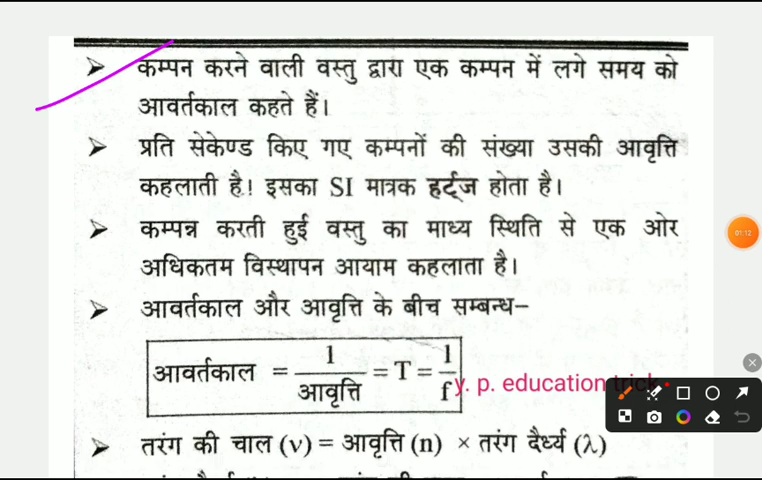 ➤ कम्पन करने वाली वस्तु द्वारा एक कम्पन में लगे समय को
आवर्तकाल कहते हैं।
➤ प्रति सेकेण्ड किए गए कम्पनों की संख्या उसकी आवृत्ति
कहलाती है! इसका SI मात्रक हर्ट्ज होता है।
➤ कम्पन्न करती हुई वस्तु का माध्य स्थिति से एक ओर
अधिकतम विस्थापन आयाम कहलाता है।
➤ आवर्तकाल और आवृत्ति के बीच सम्बन्ध–
आवर्तकाल = 1/आवृत्ति = T = 1/f
y. p. education trick
➤ तरंग की चाल (v) = आवृत्ति (n) × तरंग दैर्ध्य (λ)
01:12